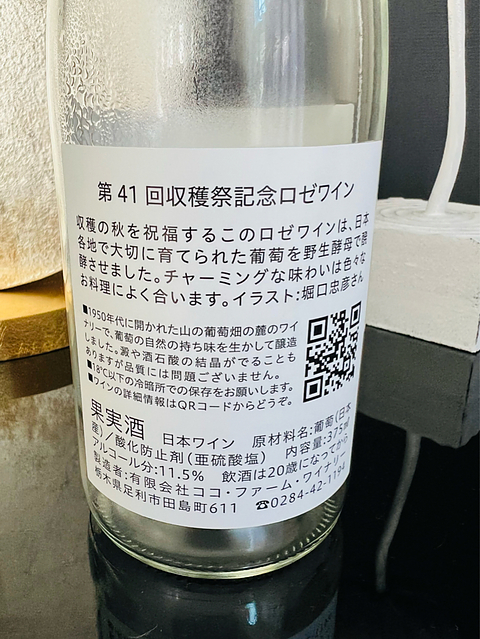 第41回収穫祭記念ロゼワイン
収穫の秋を祝福するこのロゼワインは、日本
各地で大切に育てられた葡萄を野生酵母で醗
酵させました。チャーミングな味わいは色々な
お料理によく合います。イラスト:堀口忠彦さん
■1950年代に開かれた山の葡萄畑の麓のワイ
ナリーで、葡萄の自然の持ち味を生かして醸造
しました。澱や酒石酸の結晶がでることも
ありますが品質には問題ございません。
■18℃以下の冷暗所での保存をお願いします。
■ワインの詳細情報はQRコードからどうぞ。
果実酒 日本ワイン 原材料名:葡萄(日本
産)/酸化防止剤(亜硫酸塩) 内容量:375ml
アルコール分:11.5% 飲酒は20歳になってから
製造者:有限会社ココ・ファーム・ワイナリー
栃木県足利市田島町611 ☎0284-42-1194